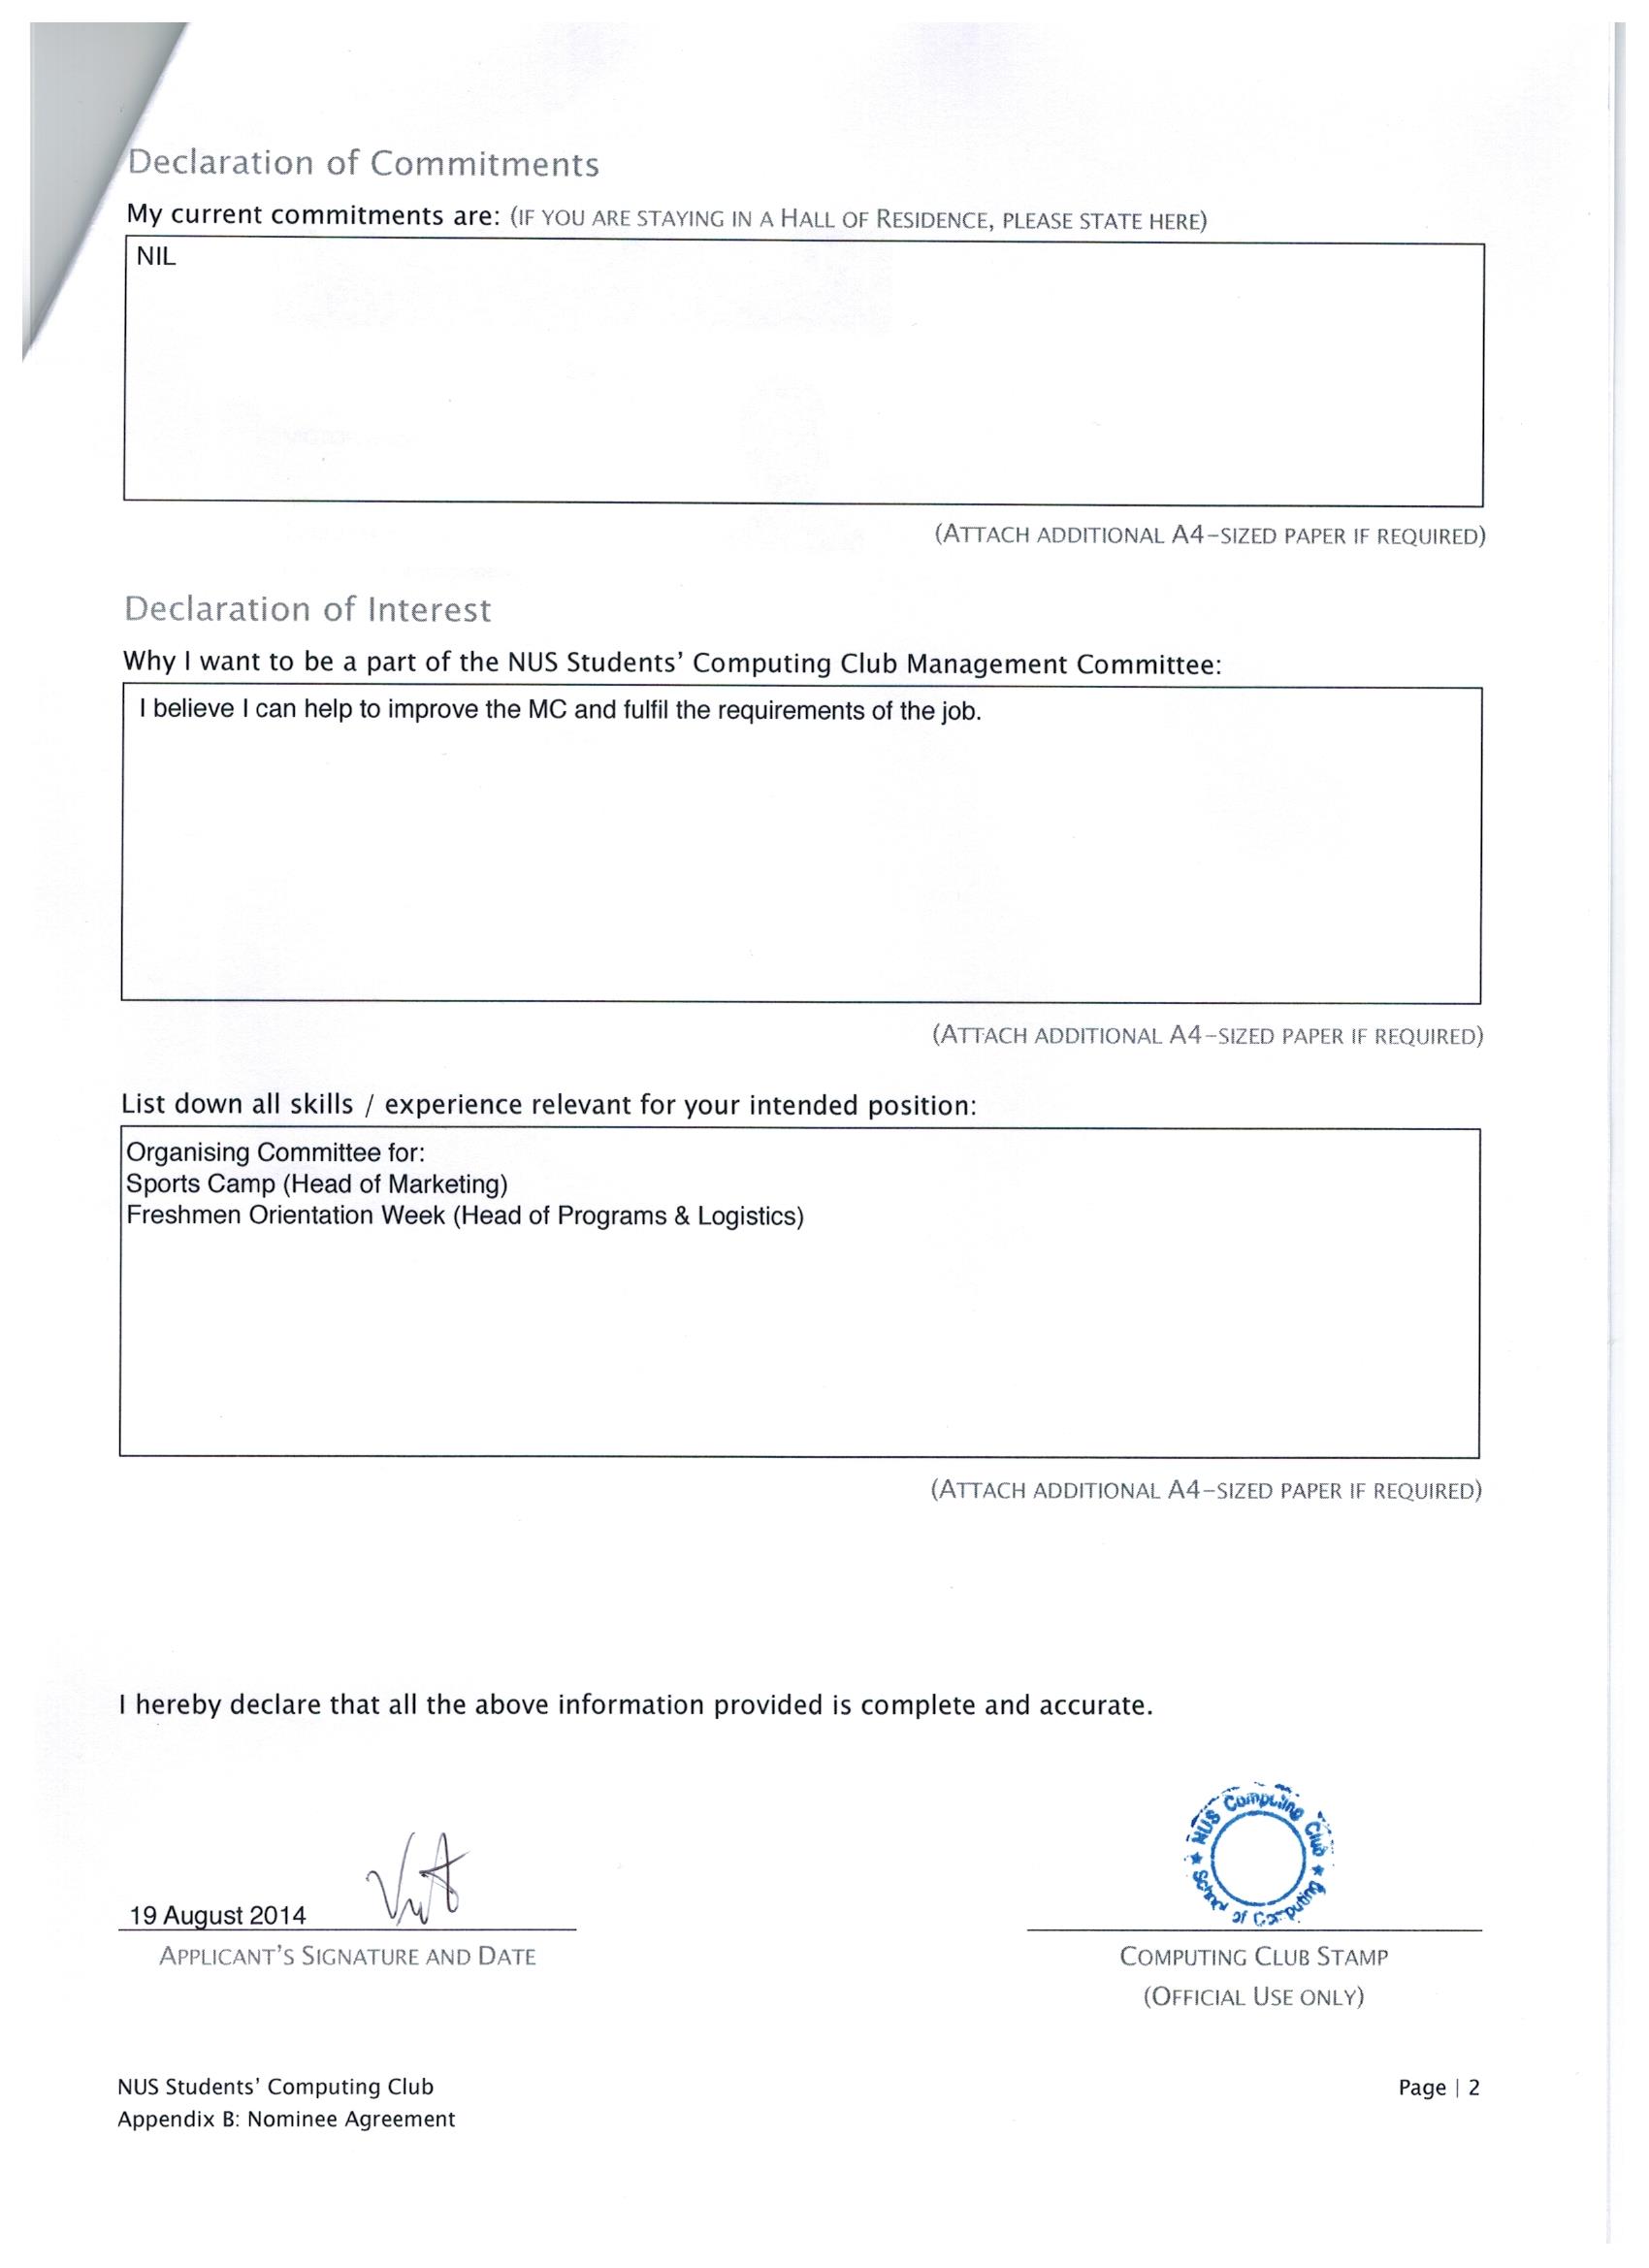 Declaration of Commitments
My current commitments are: (IF YOU ARE STAYING IN A HALL OF RESIDENCE, PLEASE STATE HERE)
NIL
(ATTACH ADDITIONAL A4-SIZED PAPER IF REQUIRED)
Declaration of Interest
Why I want to be a part of the NUS Students' Computing Club Management Committee:
I believe I can help to improve the MC and fulfil the requirements of the job.
(ATTACH ADDITIONAL A4-SIZED PAPER IF REQUIRED)
List down all skills / experience relevant for your intended position:
Organising Committee for:
Sports Camp (Head of Marketing)
Freshmen Orientation Week (Head of Programs & Logistics)
(ATTACH ADDITIONAL A4-SIZED PAPER IF REQUIRED)
I hereby declare that all the above information provided is complete and accurate.
NUS Computing Club
School of Computing
19 August 2014
APPLICANT'S SIGNATURE AND DATE
COMPUTING CLUB STAMP
(OFFICIAL USE ONLY)
NUS Students' Computing Club
Page | 2
Appendix B: Nominee Agreement